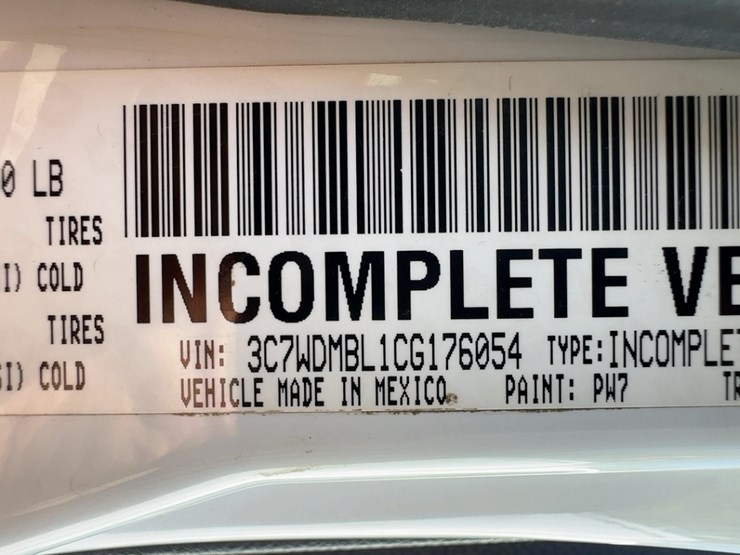 0 LB
TIRES
I) COLD
TIRES
SI) COLD
INCOMPLETE VE
VIN: 3C7WDMBL1CG176054 TYPE:INCOMPLET
VEHICLE MADE IN MEXICO PAINT: PW7 TR